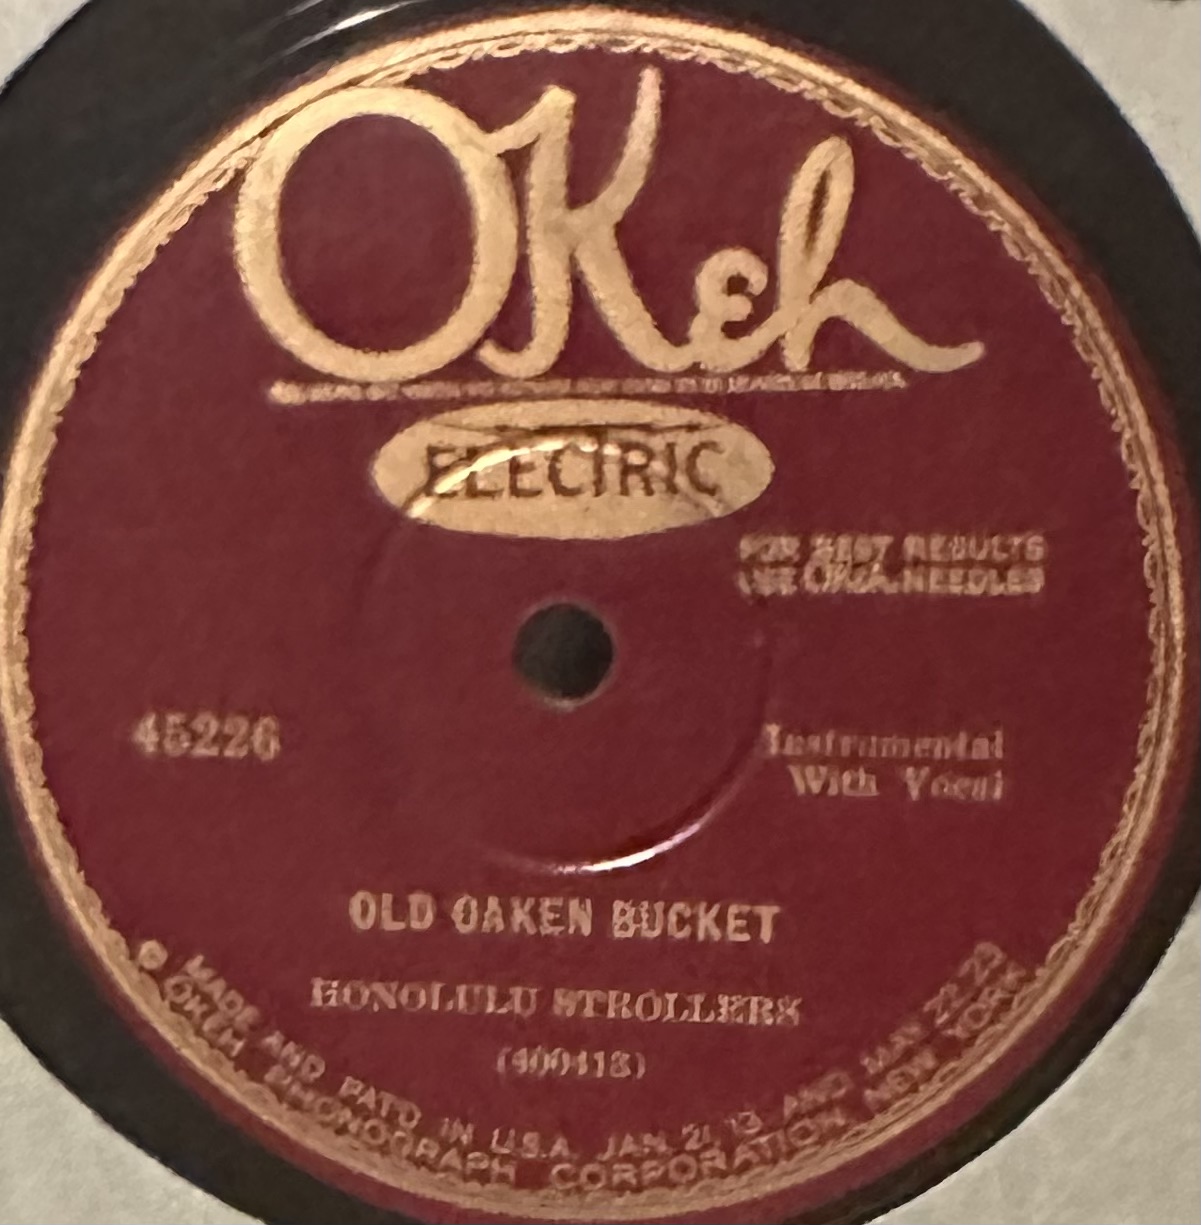 OKeh
ELECTRIC
FOR BEST RESULTS
USE OKEH NEEDLES
45226
Instrumental
With Vocal
OLD OAKEN BUCKET
HONOLULU STROLLERS
MADE AND PAT'D IN U.S.A. JAN. 21, '13 AND MAY 22-23
OKEH PHONOGRAPH CORPORATION, NEW YORK